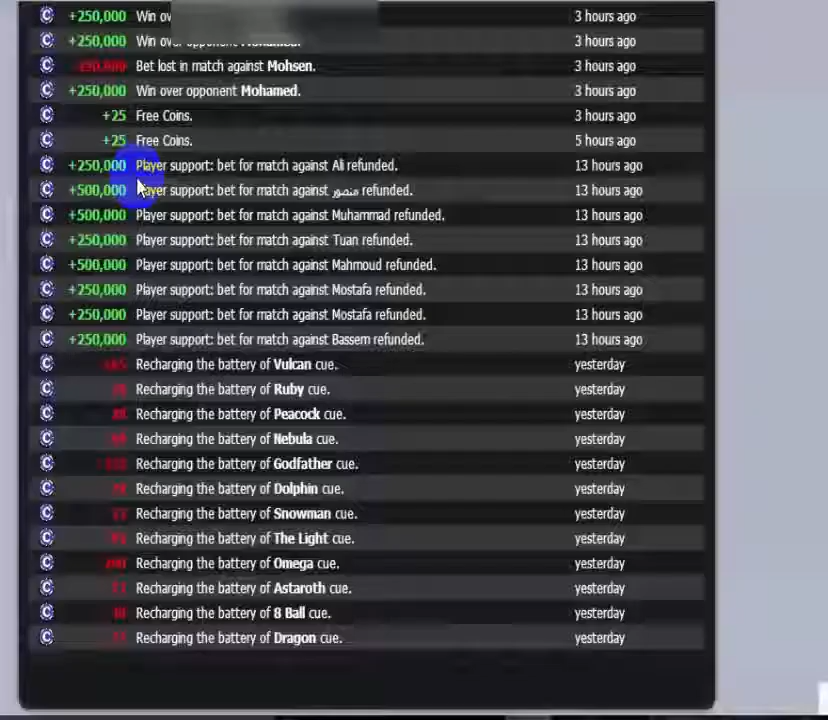 +250,000 Win 3 hours ago
+250,000 Win over opponent Mohamed. 3 hours ago
Bet lost in match against Mohsen. 3 hours ago
+250,000 Win over opponent Mohamed. 3 hours ago
+25 Free Coins. 3 hours ago
+25 Free Coins. 5 hours ago
+250,000 Player support: bet for match against Ali refunded. 13 hours ago
+500,000 Player support: bet for match against منصور refunded. 13 hours ago
+500,000 Player support: bet for match against Muhammad refunded. 13 hours ago
+250,000 Player support: bet for match against Tuan refunded. 13 hours ago
+500,000 Player support: bet for match against Mahmoud refunded. 13 hours ago
+250,000 Player support: bet for match against Mostafa refunded. 13 hours ago
+250,000 Player support: bet for match against Mostafa refunded. 13 hours ago
+250,000 Player support: bet for match against Bassem refunded. 13 hours ago
Recharging the battery of Vulcan cue. yesterday
Recharging the battery of Ruby cue. yesterday
Recharging the battery of Peacock cue. yesterday
Recharging the battery of Nebula cue. yesterday
Recharging the battery of Godfather cue. yesterday
Recharging the battery of Dolphin cue. yesterday
Recharging the battery of Snowman cue. yesterday
Recharging the battery of The Light cue. yesterday
Recharging the battery of Omega cue. yesterday
Recharging the battery of Astaroth cue. yesterday
Recharging the battery of 8 Ball cue. yesterday
Recharging the battery of Dragon cue. yesterday